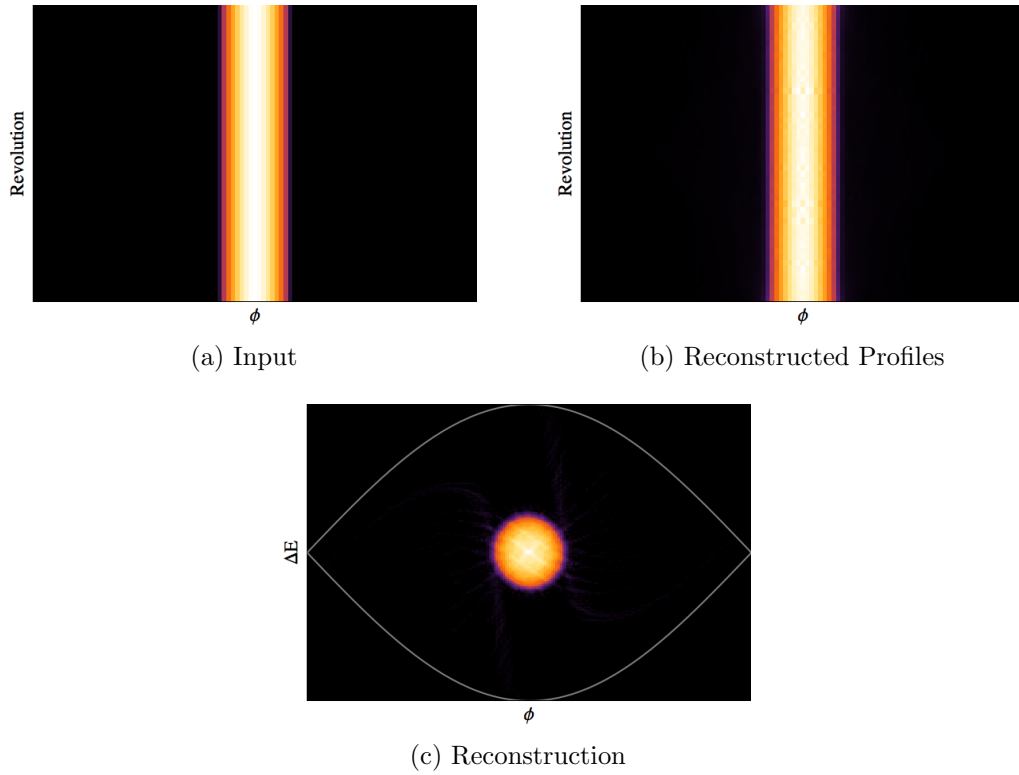 Revolution
ϕ
(a) Input
Revolution
ϕ
(b) Reconstructed Profiles
ΔE
ϕ
(c) Reconstruction